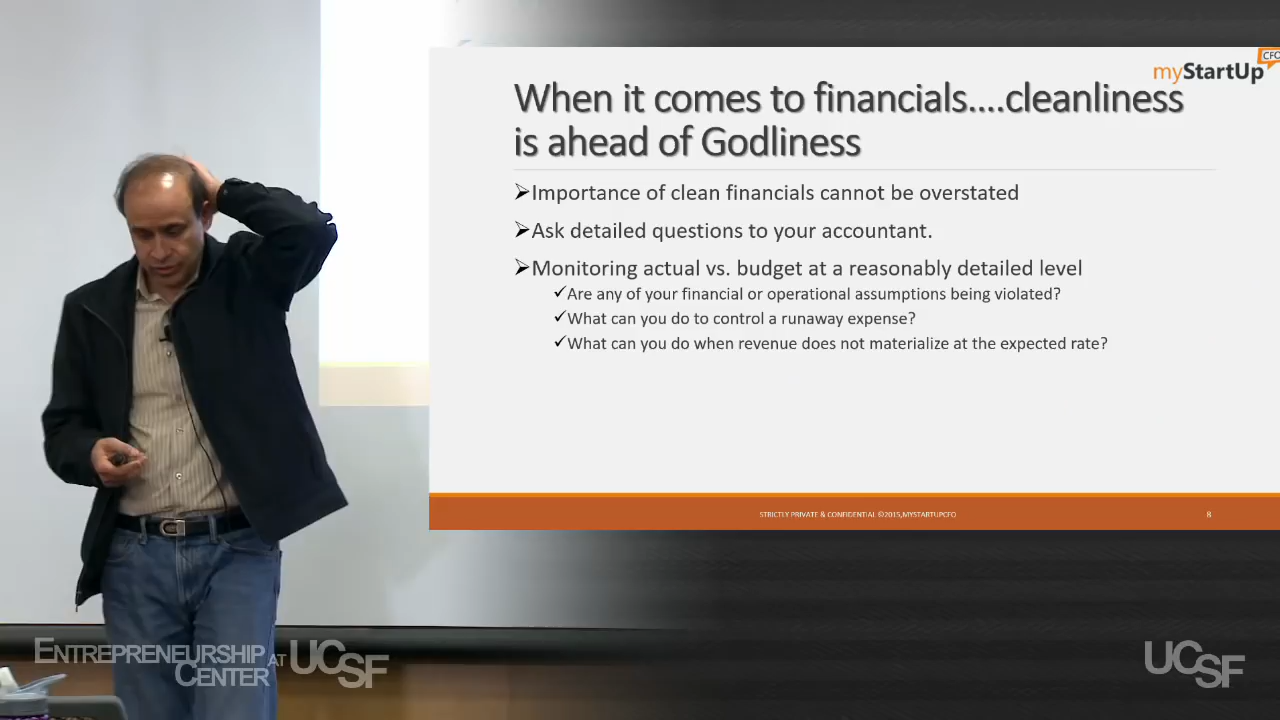 myStartUp
CFO
When it comes to financials....cleanliness
is ahead of Godliness
➢Importance of clean financials cannot be overstated
➢Ask detailed questions to your accountant.
➢Monitoring actual vs. budget at a reasonably detailed level
✓Are any of your financial or operational assumptions being violated?
✓What can you do to control a runaway expense?
✓What can you do when revenue does not materialize at the expected rate?
STRICTLY PRIVATE & CONFIDENTIAL ©2015,MYSTARTUPCFO
8
ENTREPRENEURSHIP
CENTER AT UCSF
UCSF